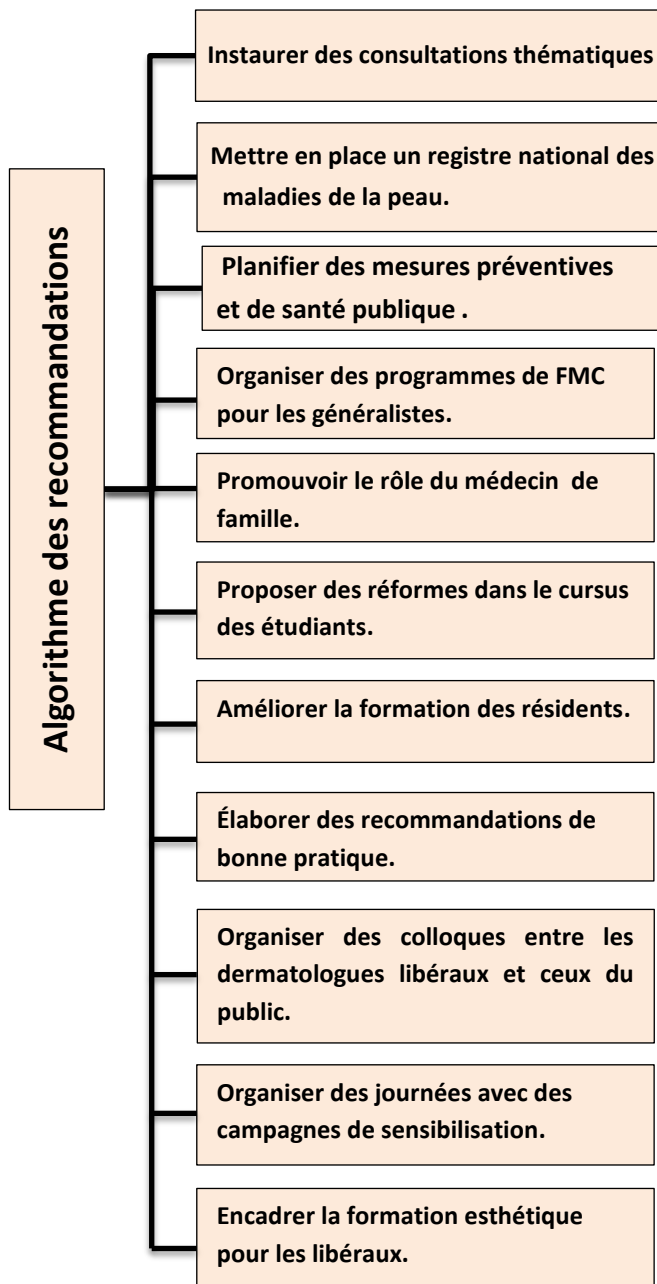 Algorithme des recommandations
Instaurer des consultations thématiques
Mettre en place un registre national des
maladies de la peau.
Planifier des mesures préventives
et de santé publique .
Organiser des programmes de FMC
pour les généralistes.
Promouvoir le rôle du médecin de
famille.
Proposer des réformes dans le cursus
des étudiants.
Améliorer la formation des résidents.
Élaborer des recommandations de
bonne pratique.
Organiser des colloques entre les
dermatologues libéraux et ceux du
public.
Organiser des journées avec des
campagnes de sensibilisation.
Encadrer la formation esthétique
pour les libéraux.